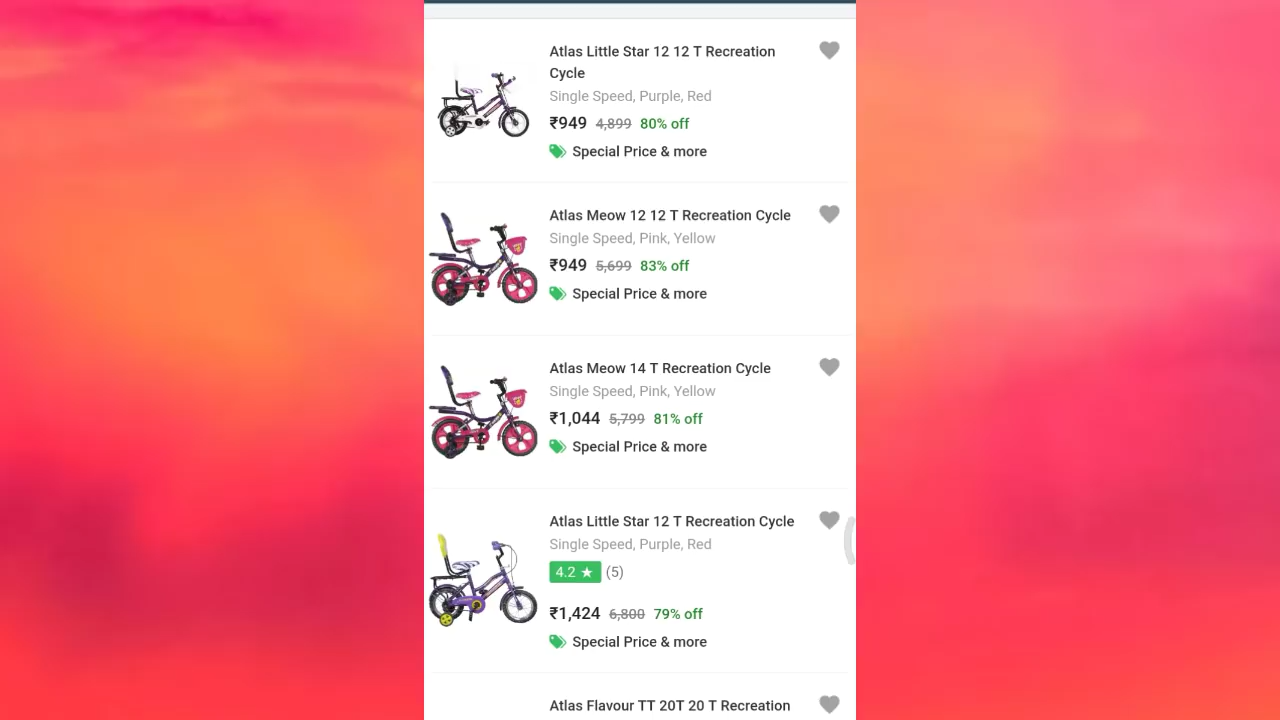 Atlas Little Star 12 12 T Recreation
Cycle
Single Speed, Purple, Red
₹949 4,899 80% off
Special Price & more
Atlas Meow 12 12 T Recreation Cycle
Single Speed, Pink, Yellow
₹949 5,699 83% off
Special Price & more
Atlas Meow 14 T Recreation Cycle
Single Speed, Pink, Yellow
₹1,044 5,799 81% off
Special Price & more
Atlas Little Star 12 T Recreation Cycle
Single Speed, Purple, Red
4.2 ★ (5)
₹1,424 6,800 79% off
Special Price & more
Atlas Flavour TT 20T 20 T Recreation